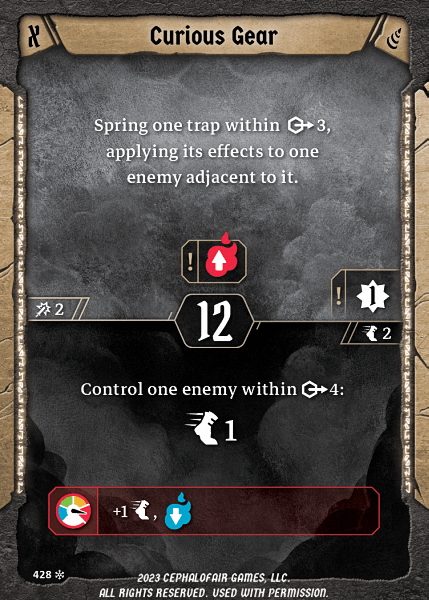 Curious Gear
Spring one trap within 3,
applying its effects to one
enemy adjacent to it.
!
! 1
2
12
2
Control one enemy within 4:
1
+1 ,
428
2023 CEPHALOFAIR GAMES, LLC.
ALL RIGHTS RESERVED. USED WITH PERMISSION.